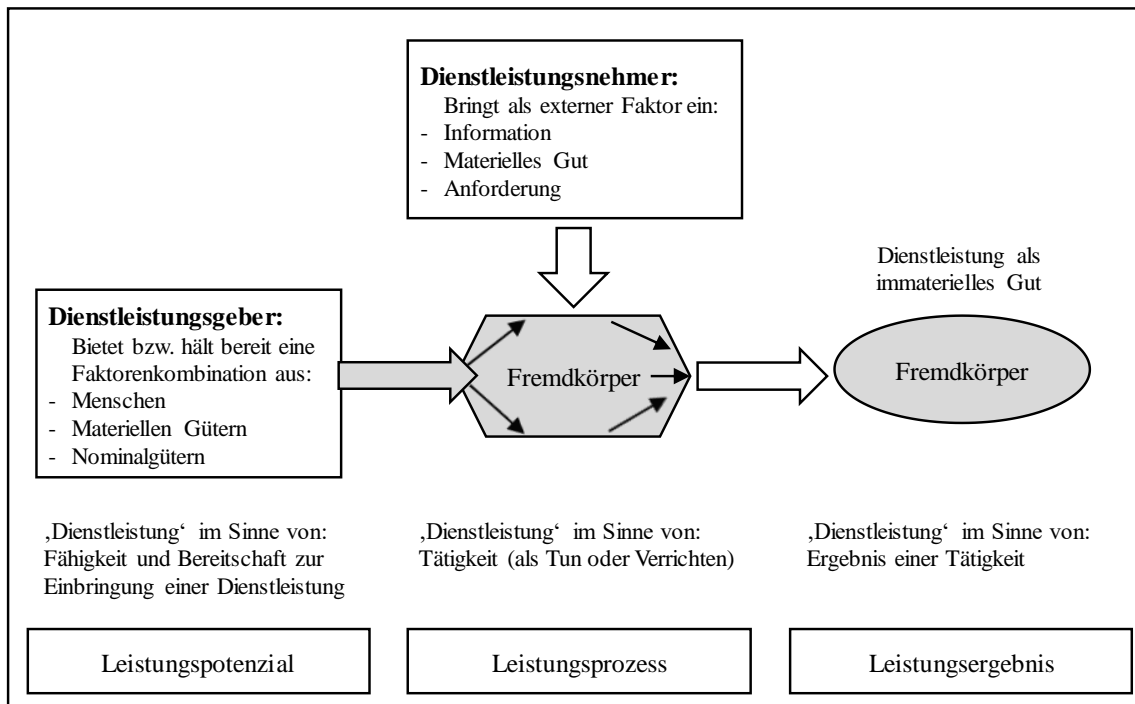 Dienstleistungsnehmer:
Bringt als externer Faktor ein:
- Information
- Materielles Gut
- Anforderung
Dienstleistung als
immaterielles Gut
Dienstleistungsgeber:
Bietet bzw. hält bereit eine
Faktorenkombination aus:
- Menschen
- Materiellen Gütern
- Nominalgütern
Fremdkörper
Fremdkörper
‚Dienstleistung‘ im Sinne von:
Fähigkeit und Bereitschaft zur
Einbringung einer Dienstleistung
‚Dienstleistung‘ im Sinne von:
Tätigkeit (als Tun oder Verrichten)
‚Dienstleistung‘ im Sinne von:
Ergebnis einer Tätigkeit
Leistungspotenzial
Leistungsprozess
Leistungsergebnis